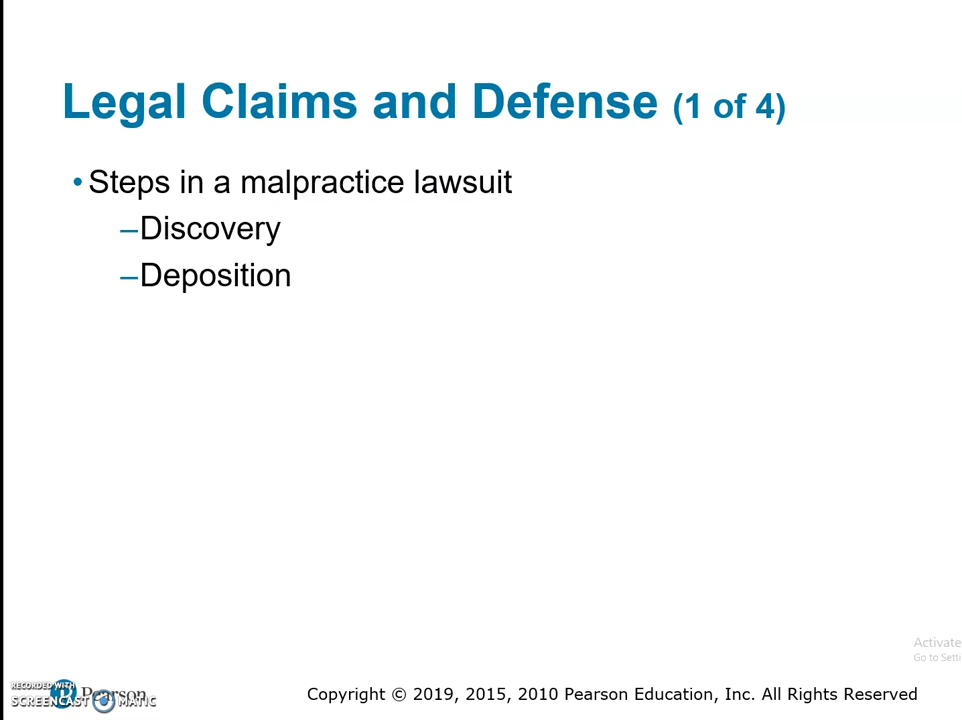 Legal Claims and Defense (1 of 4)
• Steps in a malpractice lawsuit
–Discovery
–Deposition
Activate
Go to Setti
RECORDED WITH
Pearson
SCREENCAST MATIC
Copyright © 2019, 2015, 2010 Pearson Education, Inc. All Rights Reserved